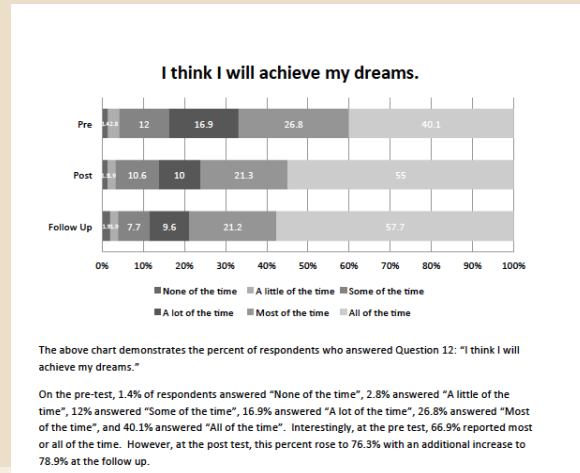 I think I will achieve my dreams.
Pre 1.4 2.8 12 16.9 26.8 40.1
Post 10.6 10 21.3 55
Follow Up 7.7 9.6 21.2 57.7
0% 10% 20% 30% 40% 50% 60% 70% 80% 90% 100%
None of the time A little of the time Some of the time
A lot of the time Most of the time All of the time
The above chart demonstrates the percent of respondents who answered Question 12: “I think I will
achieve my dreams.”
On the pre-test, 1.4% of respondents answered “None of the time”, 2.8% answered “A little of the
time”, 12% answered “Some of the time”, 16.9% answered “A lot of the time”, 26.8% answered “Most
of the time”, and 40.1% answered “All of the time”. Interestingly, at the pre test, 66.9% reported most
or all of the time. However, at the post test, this percent rose to 76.3% with an additional increase to
78.9% at the follow up.